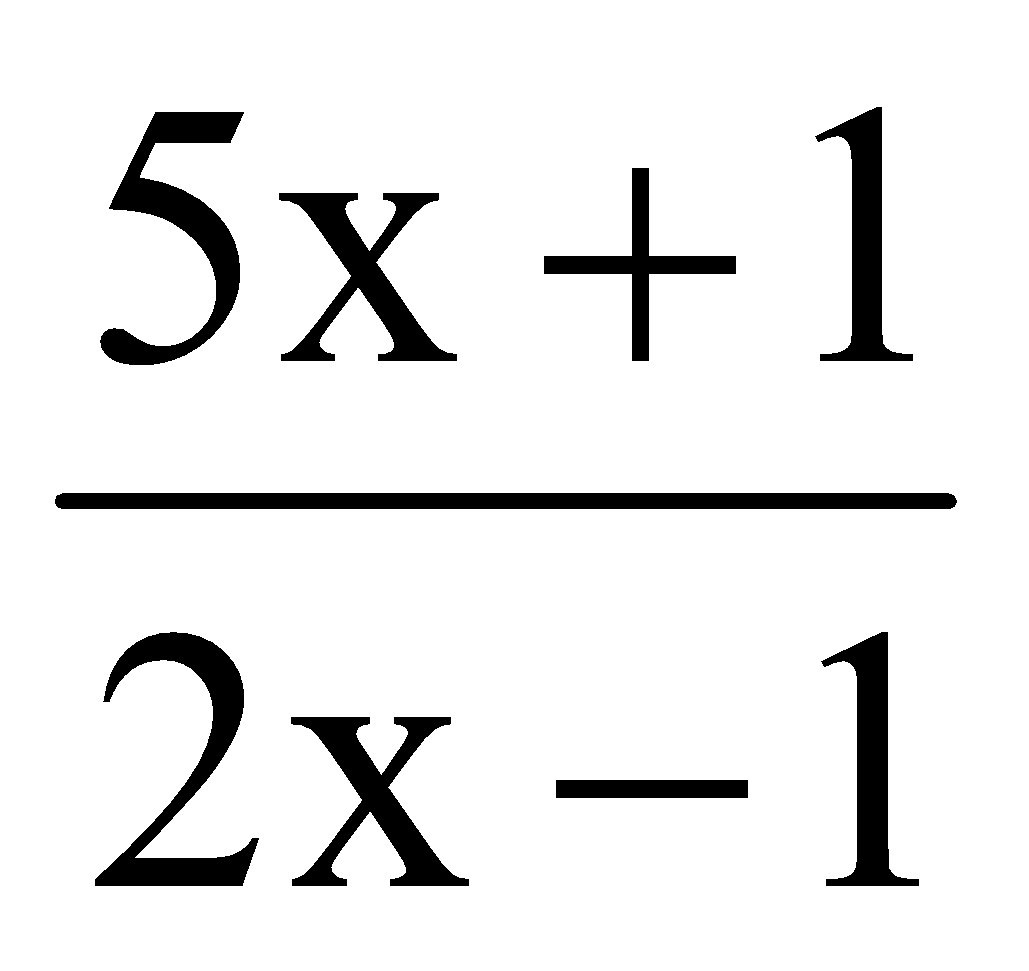 5x + 1
2x − 1